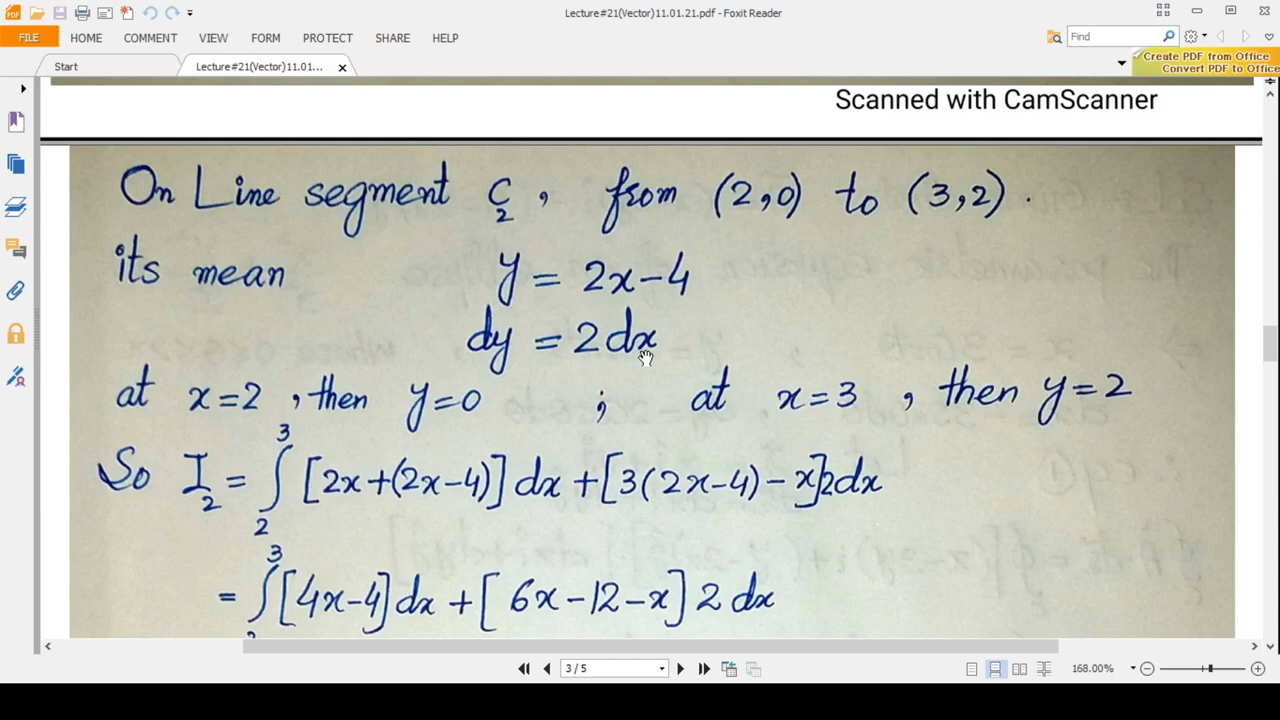 Lecture#21(Vector)11.01.21.pdf - Foxit Reader
FILE HOME COMMENT VIEW FORM PROTECT SHARE HELP
Find
Start
Lecture#21(Vector)11.01...
Create PDF from Office
Convert PDF to Office
Scanned with CamScanner
On Line segment C₂, from (2,0) to (3,2).
its mean y = 2x-4
dy = 2dx
at x=2, then y=0 ; at x=3, then y=2
So I₂ = ∫₂³ [2x+(2x-4)] dx + [3(2x-4)-x]2dx
= ∫³ [4x-4]dx + [6x-12-x] 2 dx
3 / 5
168.00%